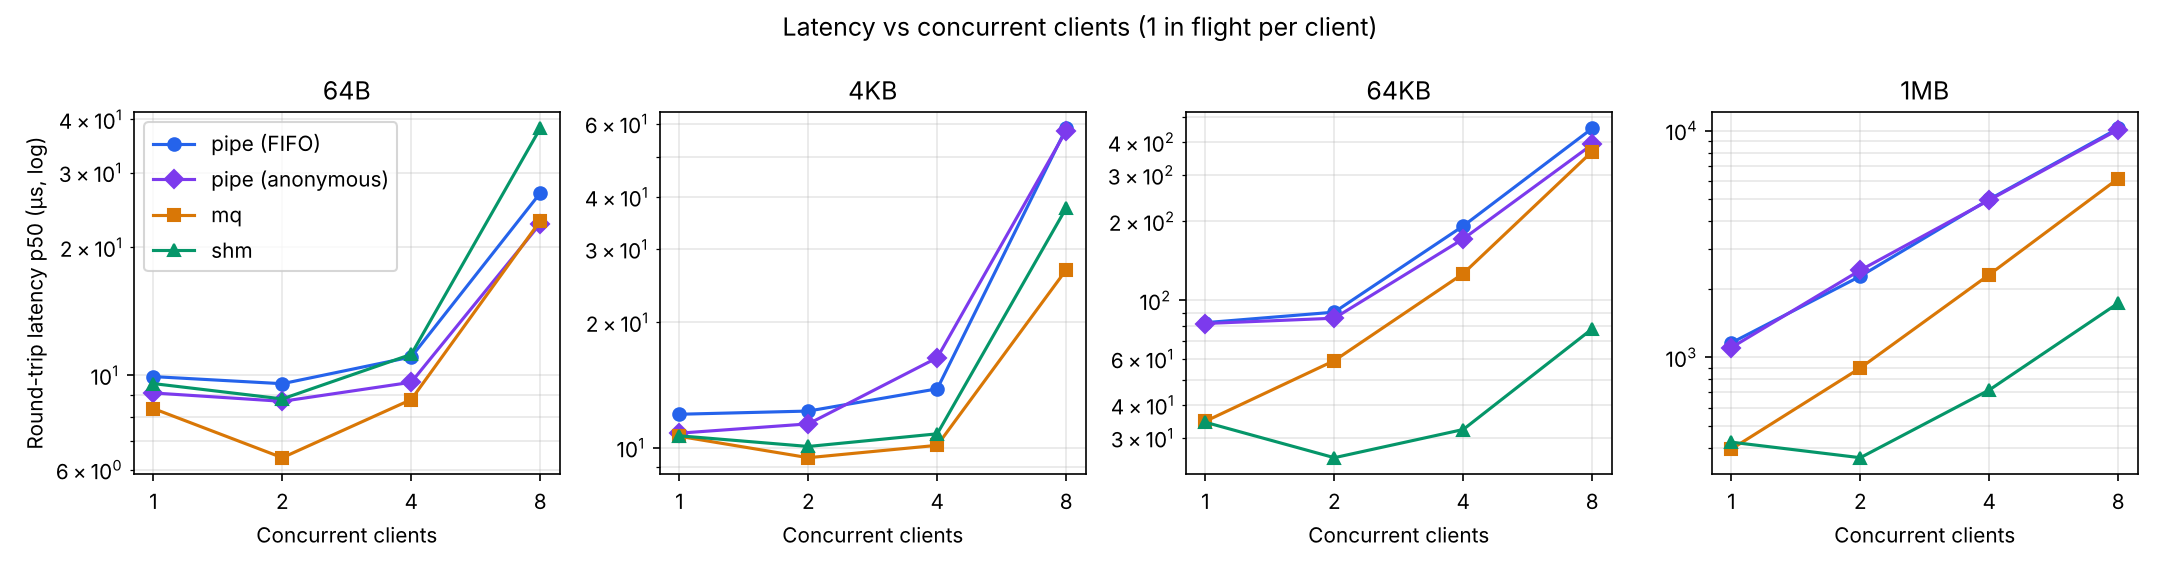 Latency vs concurrent clients (1 in flight per client)
64B
4KB
64KB
1MB
Round-trip latency p50 (µs, log)
4 × 10¹
3 × 10¹
2 × 10¹
10¹
6 × 10⁰
pipe (FIFO)
pipe (anonymous)
mq
shm
1 2 4 8
Concurrent clients
6 × 10¹
4 × 10¹
3 × 10¹
2 × 10¹
10¹
1 2 4 8
Concurrent clients
4 × 10²
3 × 10²
2 × 10²
10²
6 × 10¹
4 × 10¹
3 × 10¹
1 2 4 8
Concurrent clients
10⁴
10³
1 2 4 8
Concurrent clients